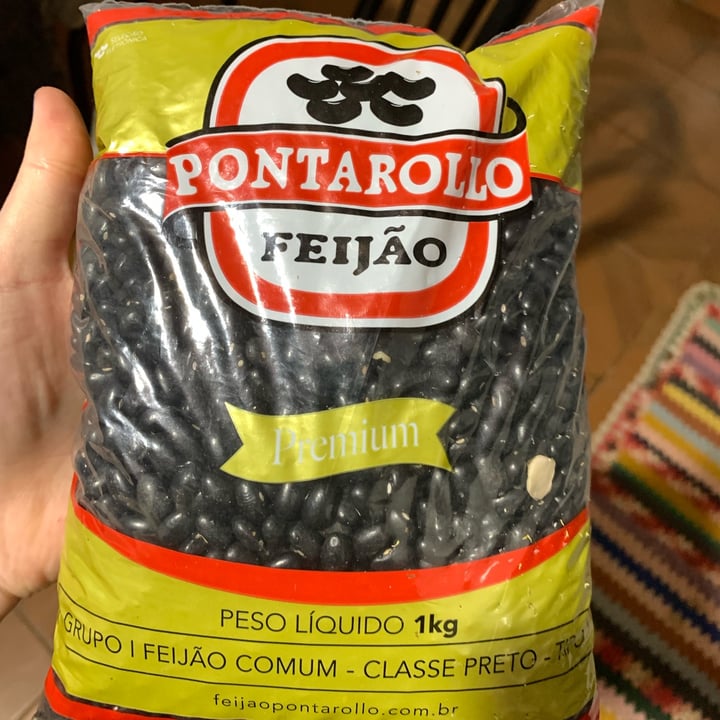 PONTAROLLO
FEIJÃO
Premium
PESO LÍQUIDO 1kg
GRUPO I FEIJÃO COMUM - CLASSE PRETO -
feijaopontarollo.com.br